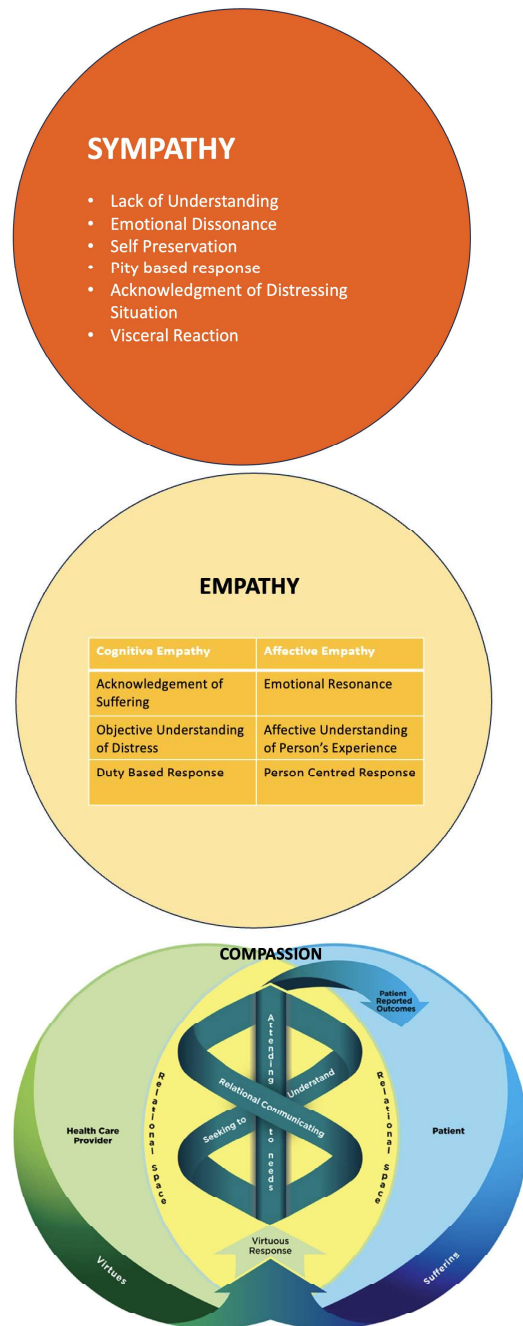 SYMPATHY
• Lack of Understanding
• Emotional Dissonance
• Self Preservation
• Pity based response
• Acknowledgment of Distressing
Situation
• Visceral Reaction
EMPATHY
Cognitive Empathy
Affective Empathy
Acknowledgement of
Suffering
Emotional Resonance
Objective Understanding
of Distress
Affective Understanding
of Person's Experience
Duty Based Response
Person Centred Response
COMPASSION
Patient
Reported
Outcomes
Attending
to needs
Seeking to
Understand
Relational Communicating
Relational Space
Relational Space
Health Care
Provider
Patient
Virtuous
Response
Virtues
Suffering